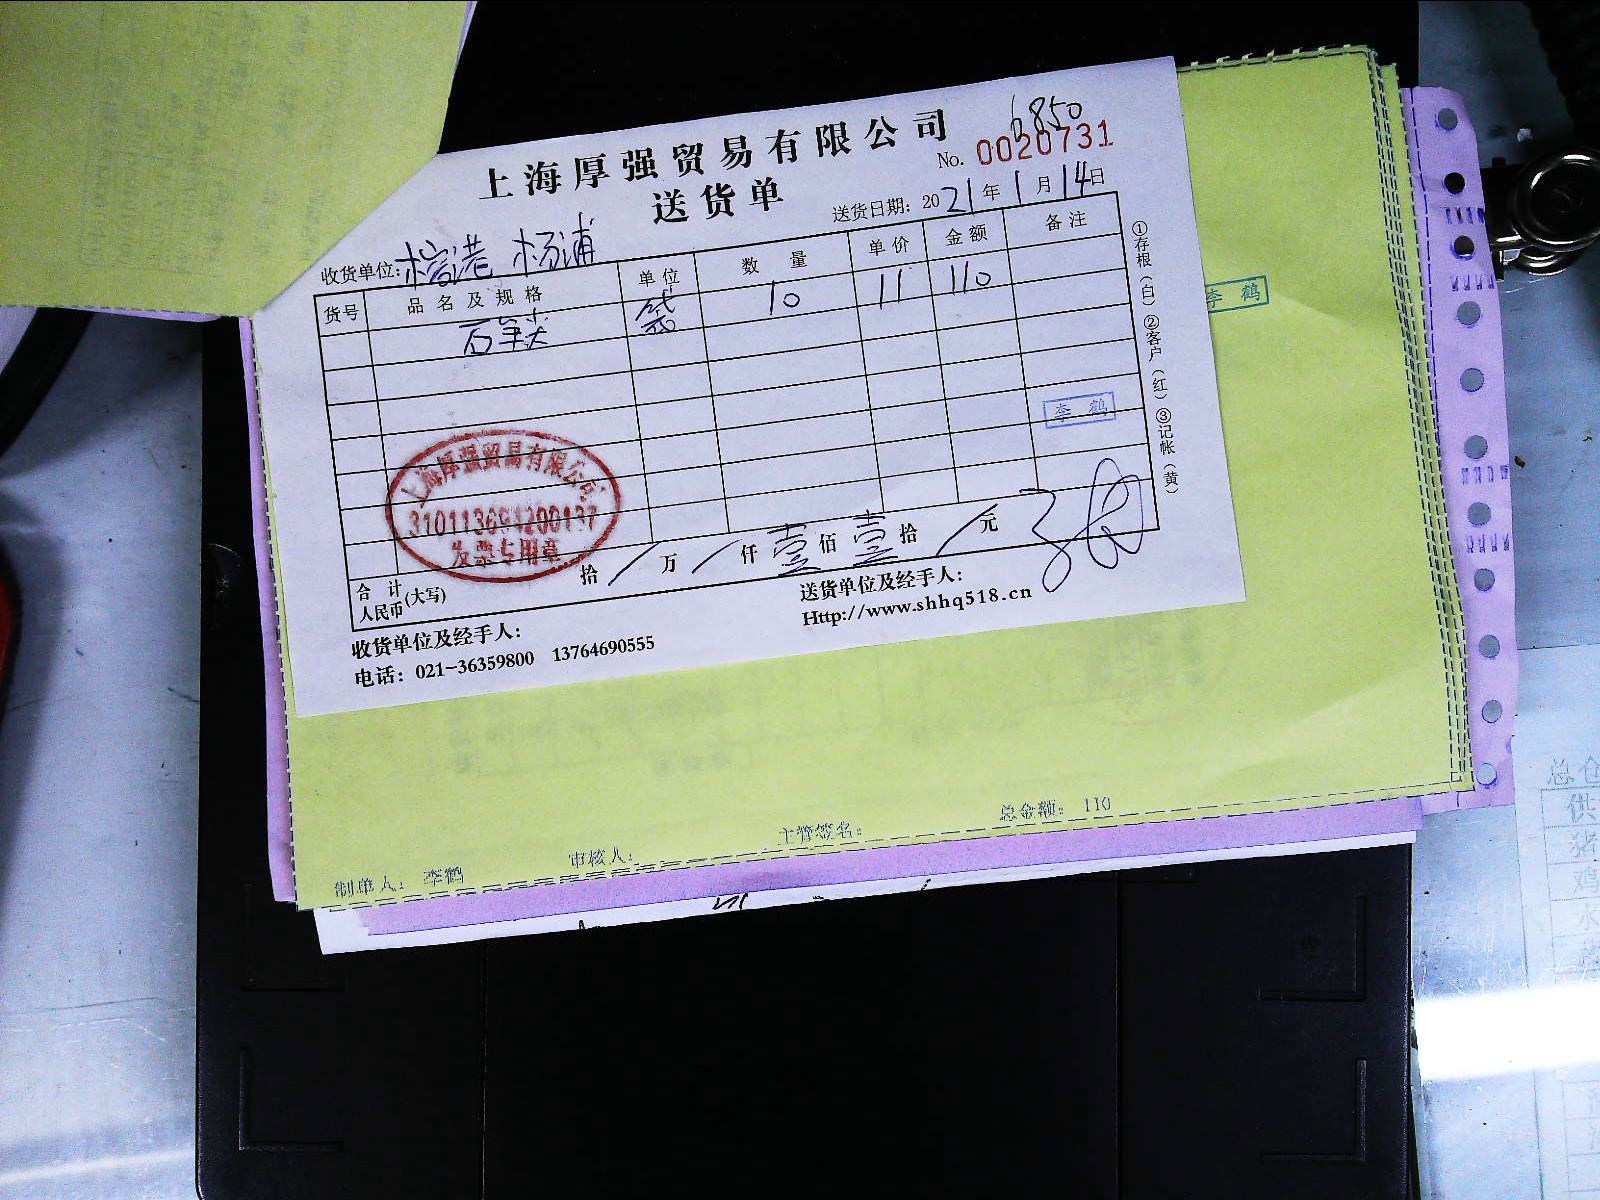 上海厚强贸易有限公司
6850
No. 0020731
送货单
送货日期：2021年1月14日
收货单位：港 杨浦
货号 品名及规格 单位 数量 单价 金额 备注
袋 10 11 110
①存根（白）②客户（红）③记帐（黄）
李鹤
李鹤
上海厚强贸易有限公司
发票专用章
合计
人民币(大写) 拾/万/仟壹佰壹拾/元
收货单位及经手人：
送货单位及经手人：
电话：021-36359800 13764690555
Http://www.shhq518.cn
制单人：李鹤 审核人： 主管签名： 总金额：110
总仓
供
猪
鸡
水